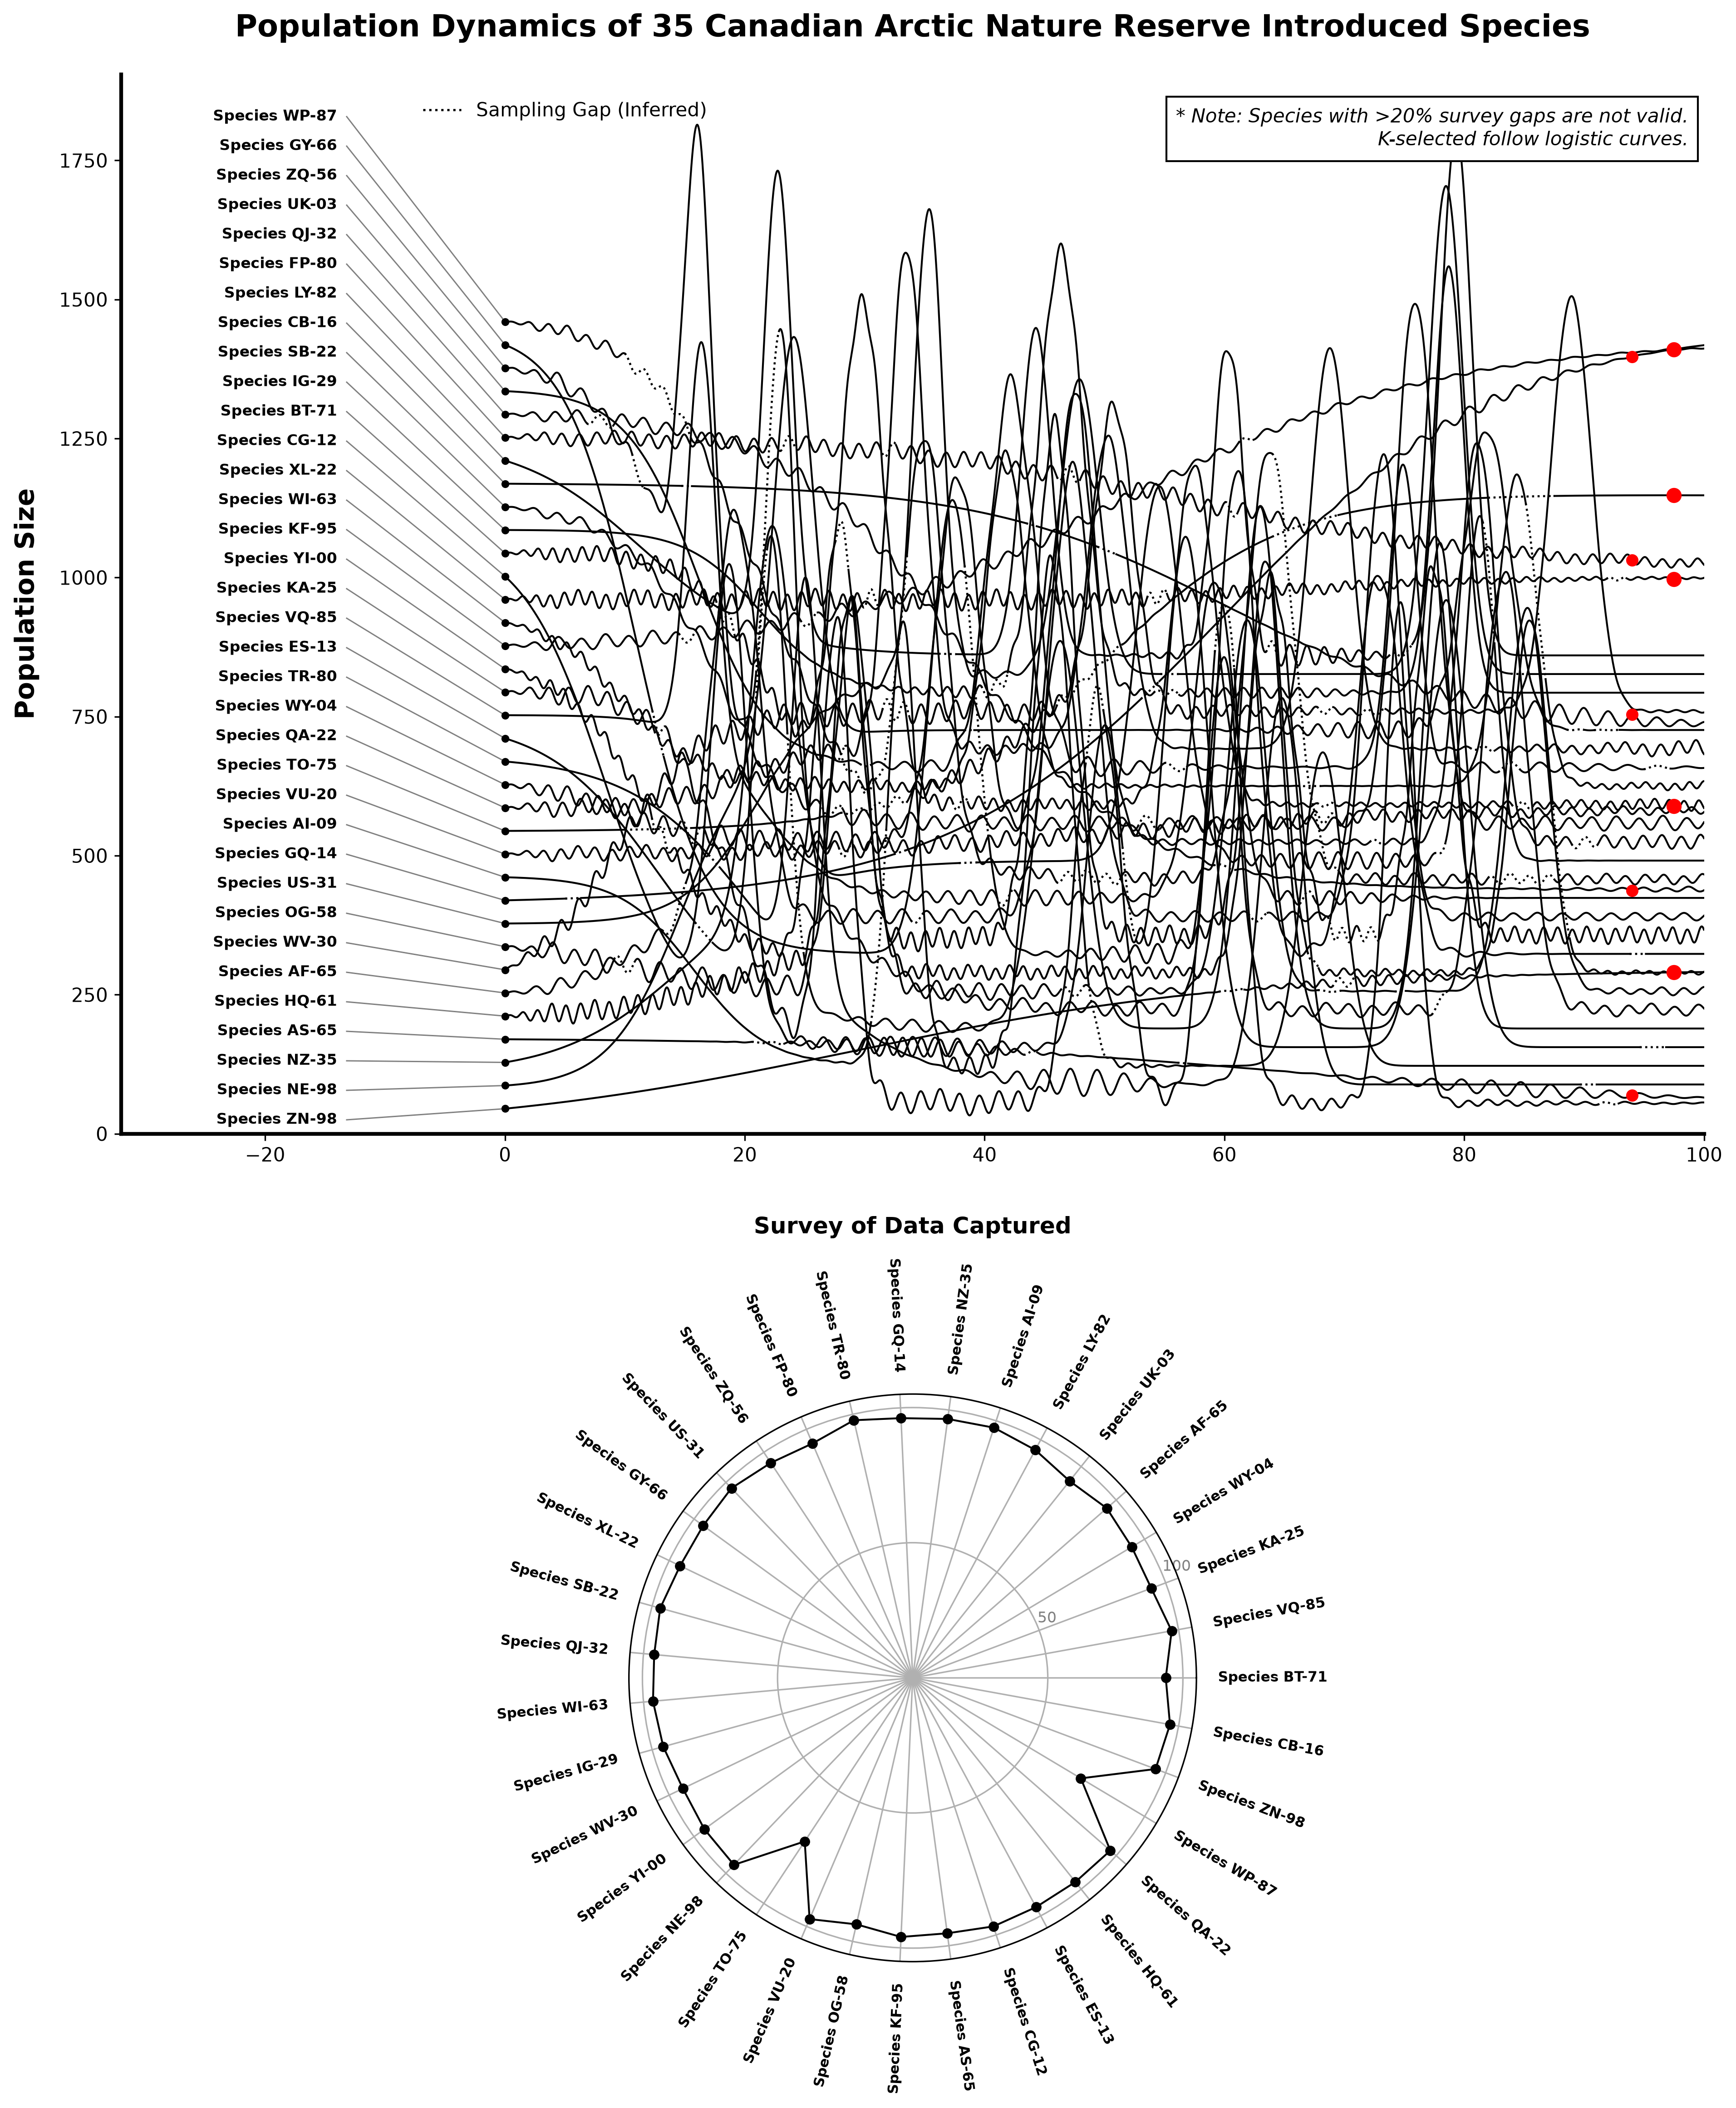 Population Dynamics of 35 Canadian Arctic Nature Reserve Introduced Species
Sampling Gap (Inferred)
* Note: Species with >20% survey gaps are not valid.
K-selected follow logistic curves.
Population Size
1750
1500
1250
1000
750
500
250
0
Species WP-87
Species GY-66
Species ZQ-56
Species UK-03
Species QJ-32
Species FP-80
Species LY-82
Species CB-16
Species SB-22
Species IG-29
Species BT-71
Species CG-12
Species XL-22
Species WI-63
Species KF-95
Species YI-00
Species KA-25
Species VQ-85
Species ES-13
Species TR-80
Species WY-04
Species QA-22
Species TO-75
Species VU-20
Species AI-09
Species GQ-14
Species US-31
Species OG-58
Species WV-30
Species AF-65
Species HQ-61
Species AS-65
Species NZ-35
Species NE-98
Species ZN-98
−20
0
20
40
60
80
100
Survey of Data Captured
Species BT-71
Species VQ-85
Species KA-25
Species WY-04
Species AF-65
Species UK-03
Species LY-82
Species AI-09
Species NZ-35
Species GQ-14
Species TR-80
Species FP-80
Species ZQ-56
Species US-31
Species GY-66
Species XL-22
Species SB-22
Species QJ-32
Species WI-63
Species IG-29
Species WV-30
Species YI-00
Species NE-98
Species TO-75
Species VU-20
Species OG-58
Species KF-95
Species AS-65
Species CG-12
Species ES-13
Species HQ-61
Species QA-22
Species WP-87
Species ZN-98
Species CB-16
50
100